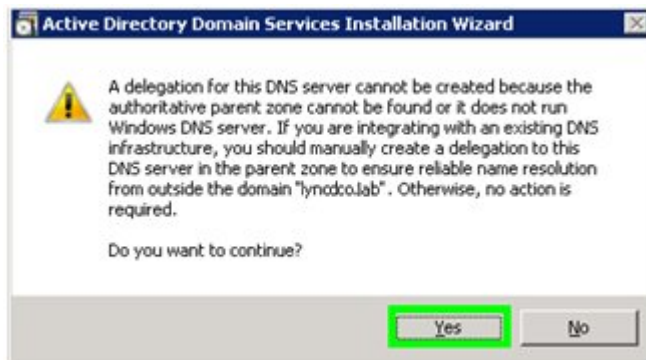 Active Directory Domain Services Installation Wizard
A delegation for this DNS server cannot be created because the
authoritative parent zone cannot be found or it does not run
Windows DNS server. If you are integrating with an existing DNS
infrastructure, you should manually create a delegation to this
DNS server in the parent zone to ensure reliable name resolution
from outside the domain "lyncdco.lab". Otherwise, no action is
required.
Do you want to continue?
Yes No